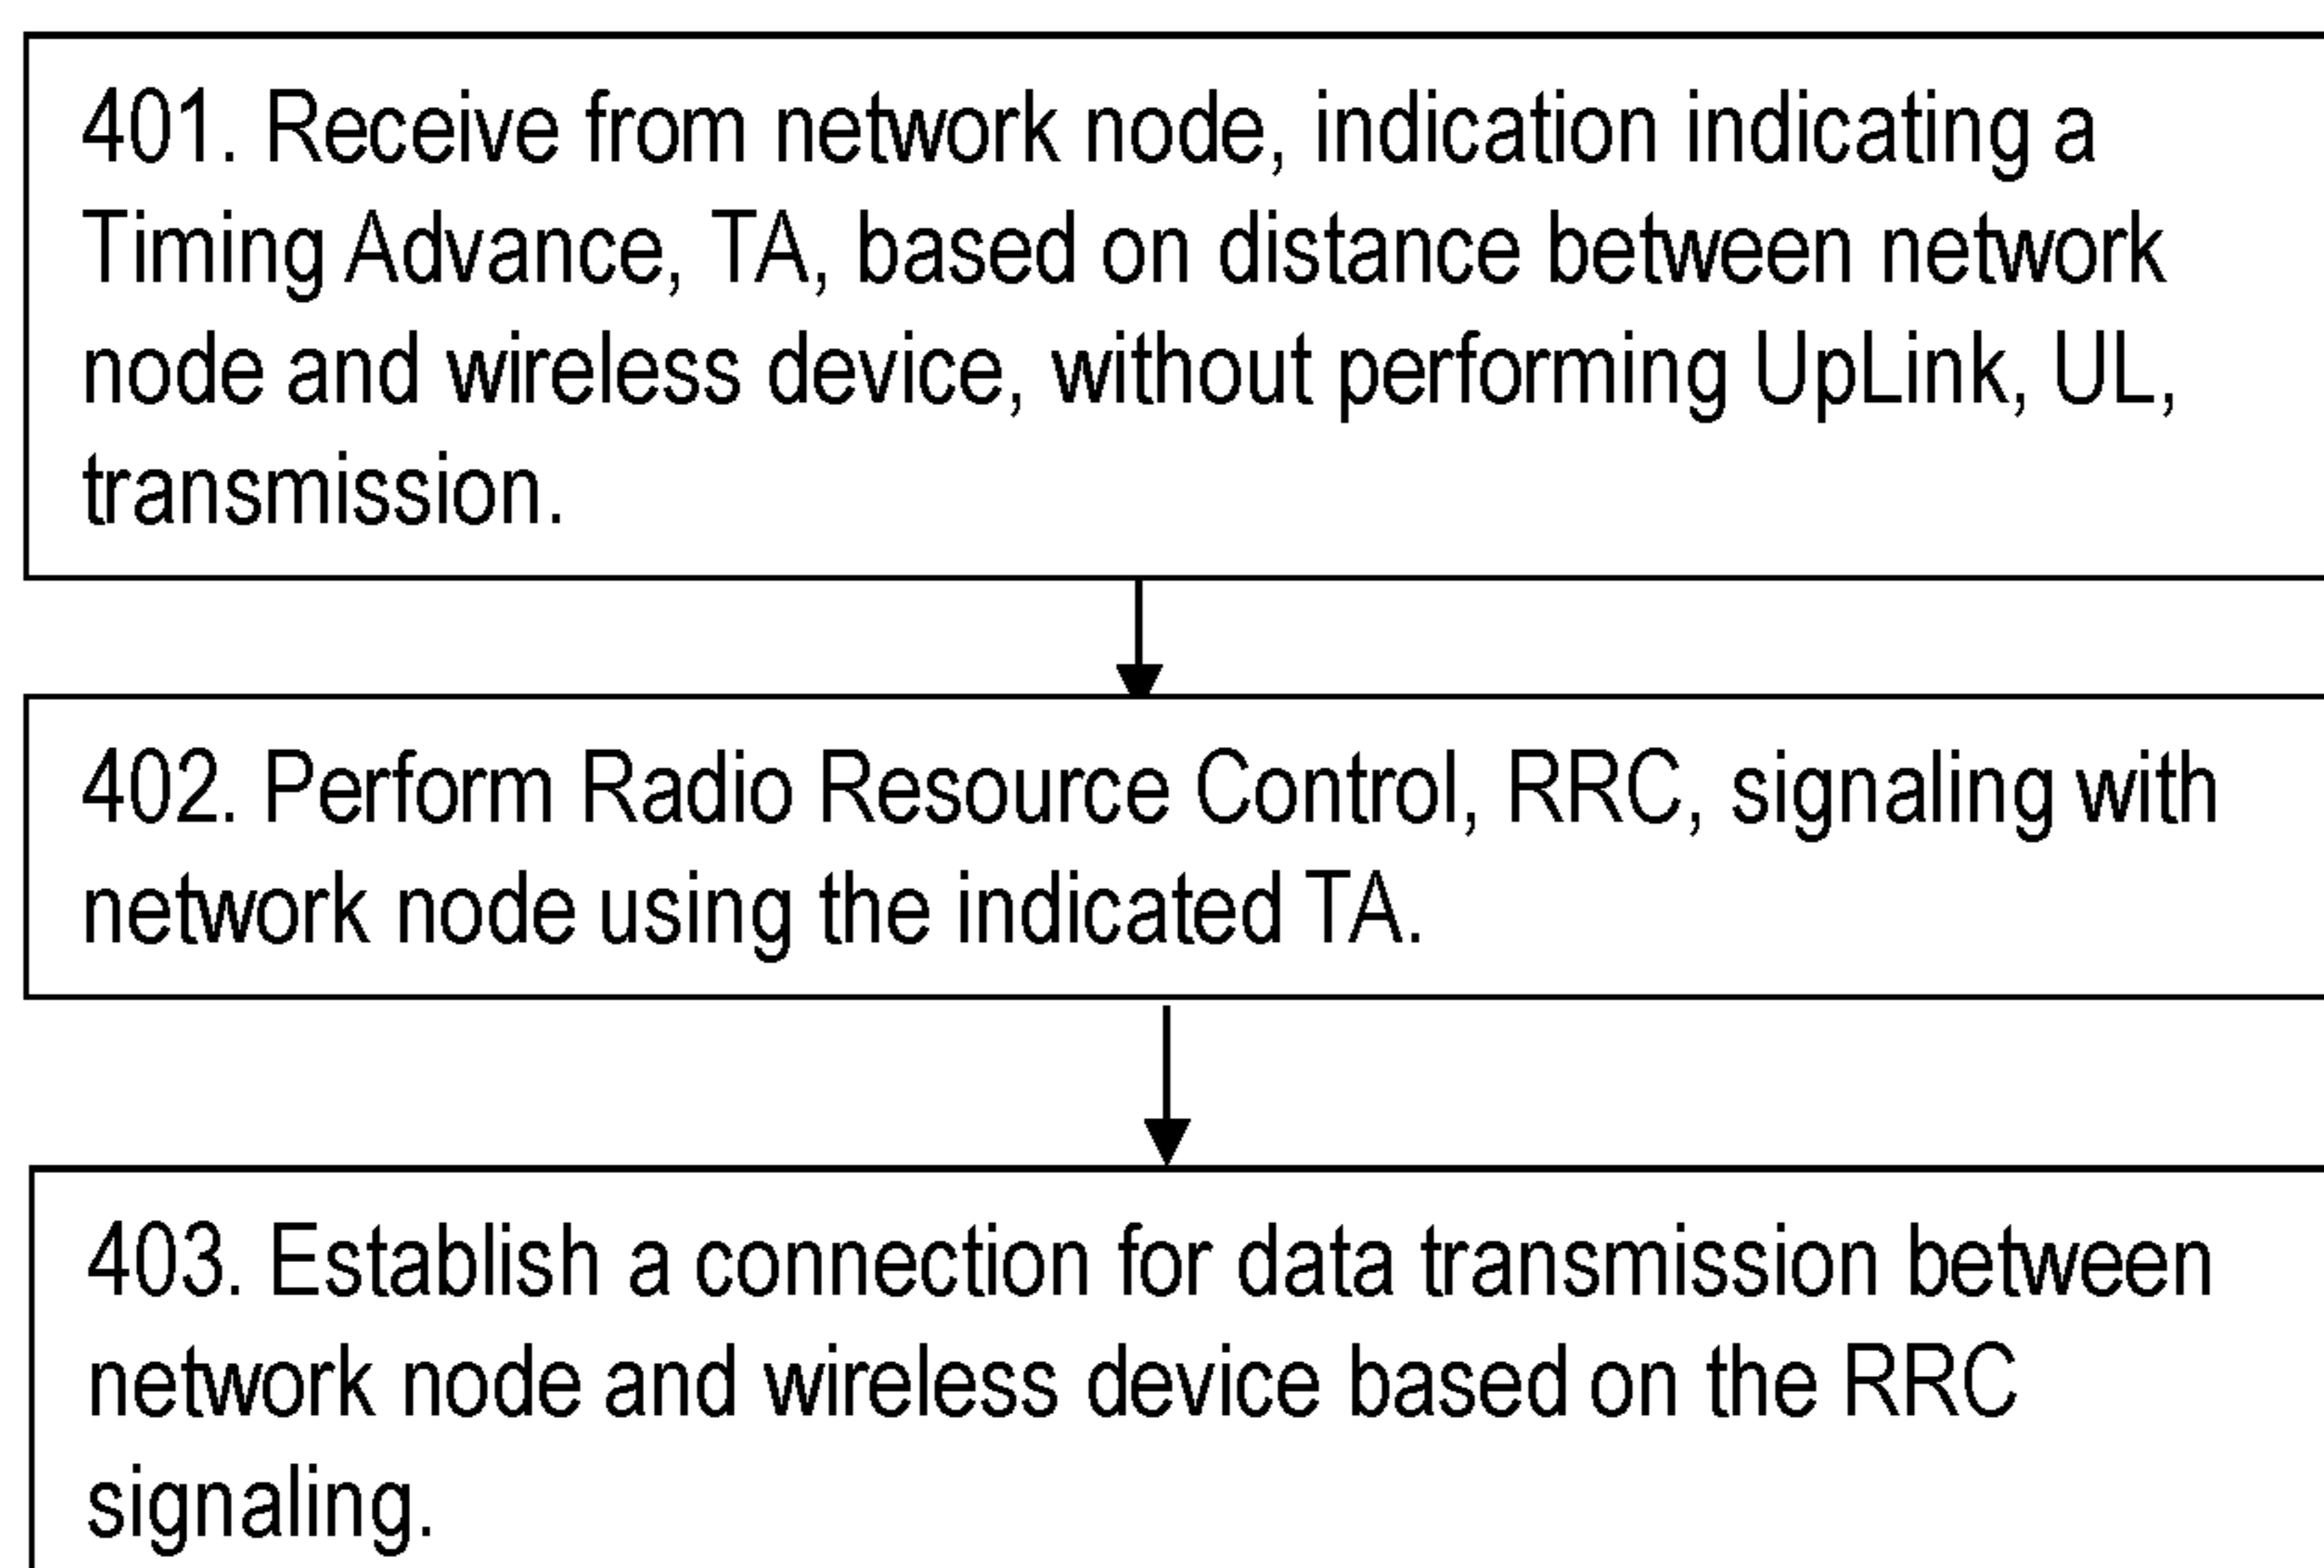 401. Receive from network node, indication indicating a
Timing Advance, TA, based on distance between network
node and wireless device, without performing UpLink, UL,
transmission.
402. Perform Radio Resource Control, RRC, signaling with
network node using the indicated TA.
403. Establish a connection for data transmission between
network node and wireless device based on the RRC
signaling.